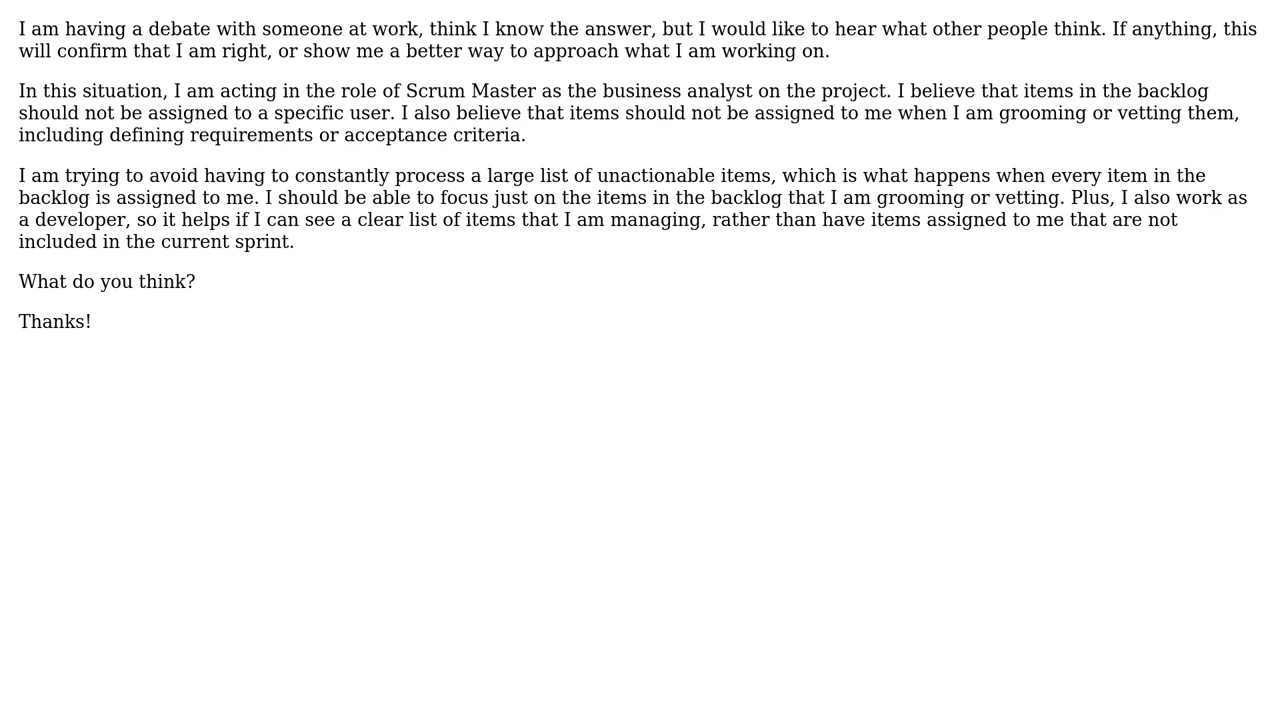 I am having a debate with someone at work, think I know the answer, but I would like to hear what other people think. If anything, this
will confirm that I am right, or show me a better way to approach what I am working on.
In this situation, I am acting in the role of Scrum Master as the business analyst on the project. I believe that items in the backlog
should not be assigned to a specific user. I also believe that items should not be assigned to me when I am grooming or vetting them,
including defining requirements or acceptance criteria.
I am trying to avoid having to constantly process a large list of unactionable items, which is what happens when every item in the
backlog is assigned to me. I should be able to focus just on the items in the backlog that I am grooming or vetting. Plus, I also work as
a developer, so it helps if I can see a clear list of items that I am managing, rather than have items assigned to me that are not
included in the current sprint.
What do you think?
Thanks!